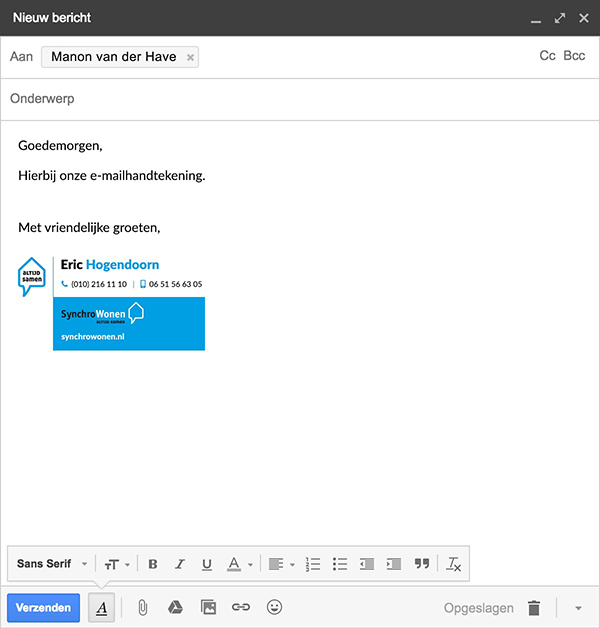 Nieuw bericht
Aan Manon van der Have × Cc Bcc
Onderwerp
Goedemorgen,
Hierbij onze e-mailhandtekening.
Met vriendelijke groeten,
ALTIJD
samen
Eric Hogendoorn
(010) 216 11 10 | 06 51 56 63 05
SynchroWonen
ALTIJD SAMEN
synchrowonen.nl
Sans Serif TT B I U A Tx
Verzenden A Opgeslagen